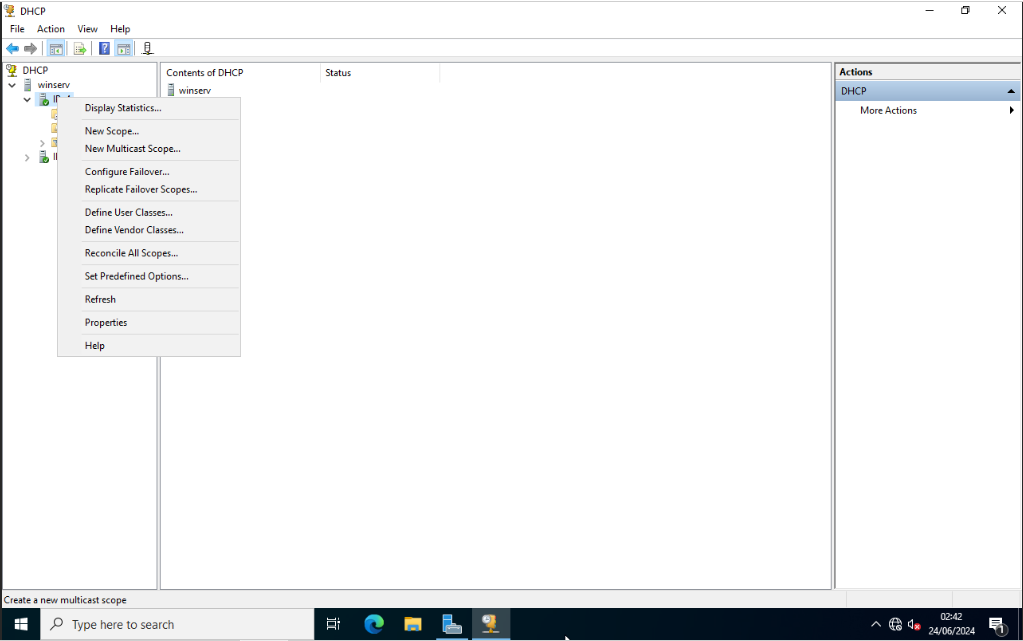 DHCP
File Action View Help
DHCP
winserv
Contents of DHCP Status
winserv
Actions
DHCP
More Actions
Display Statistics...
New Scope...
New Multicast Scope...
Configure Failover...
Replicate Failover Scopes...
Define User Classes...
Define Vendor Classes...
Reconcile All Scopes...
Set Predefined Options...
Refresh
Properties
Help
Create a new multicast scope
Type here to search
02:42
24/06/2024
1